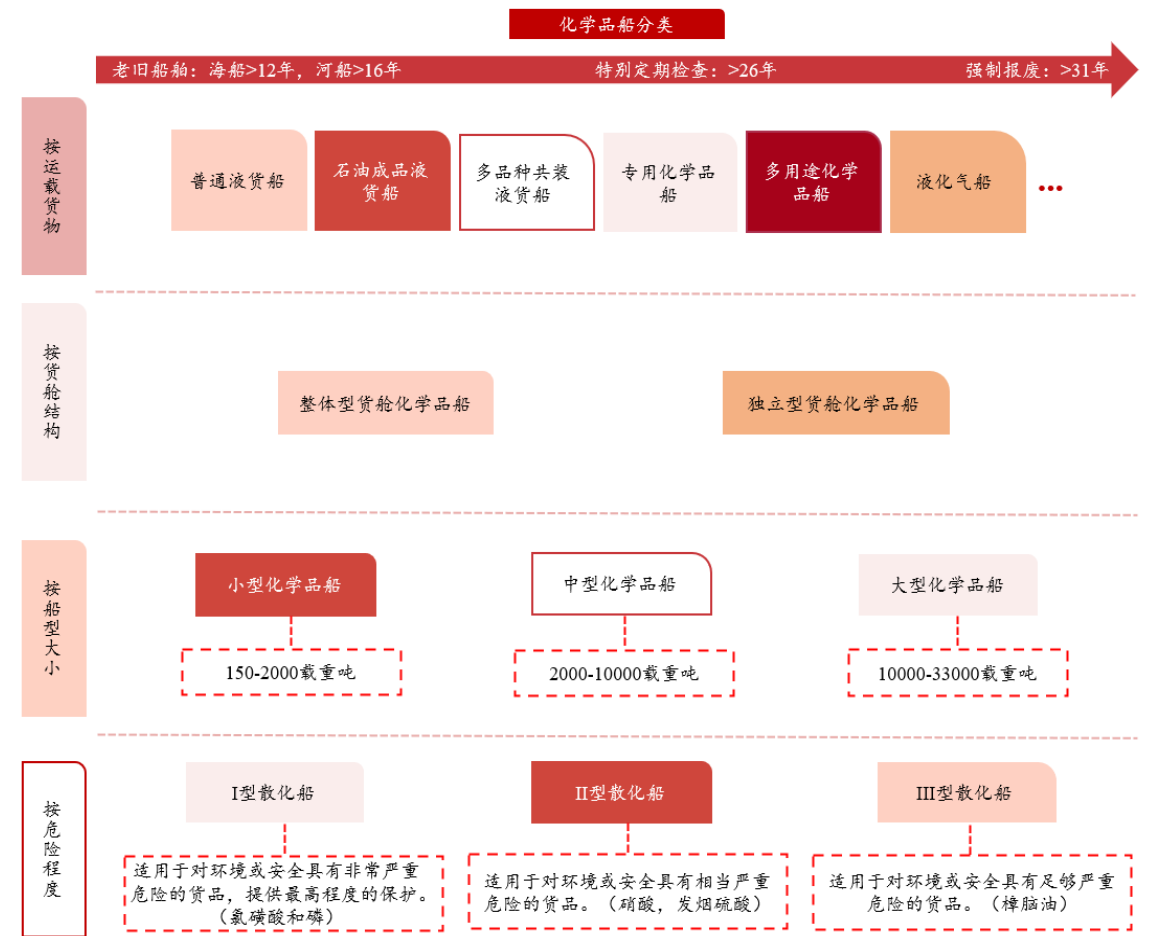 化学品船分类
老旧船舶：海船>12年，河船>16年
特别定期检查：>26年
强制报废：>31年
按运载货物
普通液货船
石油成品液
货船
多品种共装
液货船
专用化学品
船
多用途化学
品船
液化气船
...
按货舱结构
整体型货舱化学品船
独立型货舱化学品船
按船型大小
小型化学品船
中型化学品船
大型化学品船
150-2000载重吨
2000-10000载重吨
10000-33000载重吨
按危险程度
I型散化船
II型散化船
III型散化船
适用于对环境或安全具有非常严重
危险的货品，提供最高程度的保护。
（氯磺酸和磷）
适用于对环境或安全具有相当严重
危险的货品。（硝酸，发烟硫酸）
适用于对环境或安全具有足够严重
危险的货品。（樟脑油）